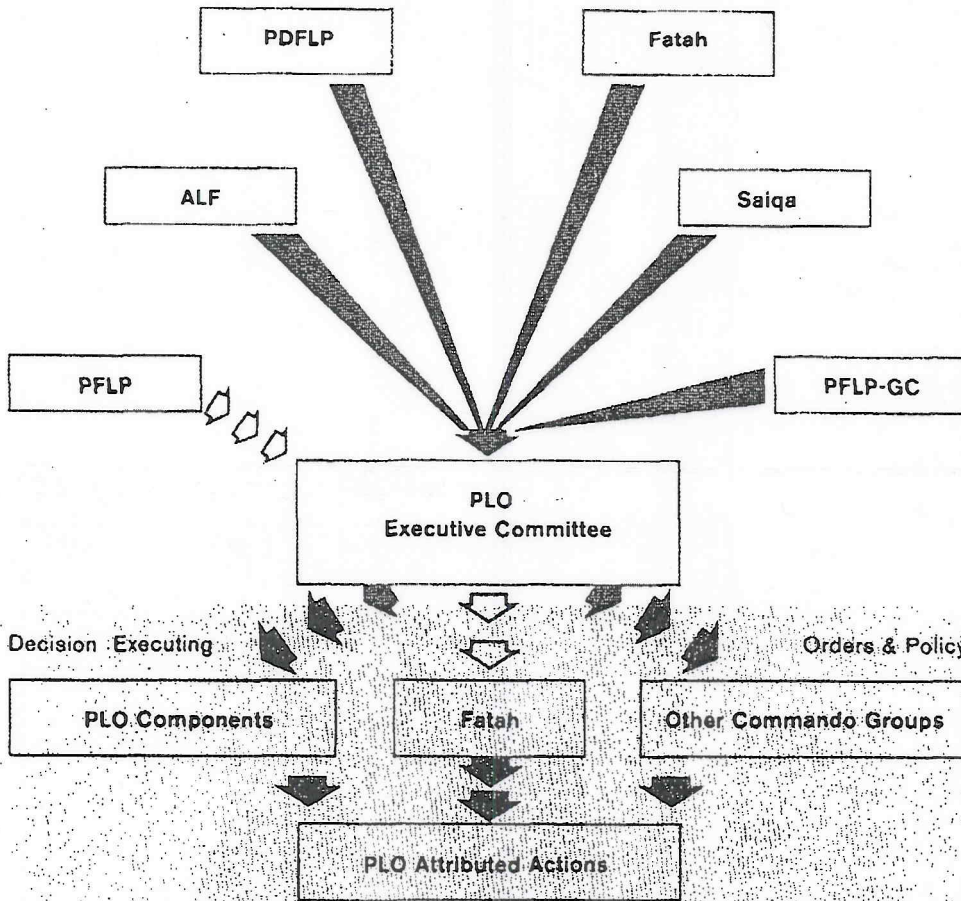 PDFLP
Fatah
ALF
Saiqa
PFLP
PFLP-GC
PLO
Executive Committee
Decision Executing
Orders & Policy
PLO Components
Fatah
Other Commando Groups
PLO Attributed Actions